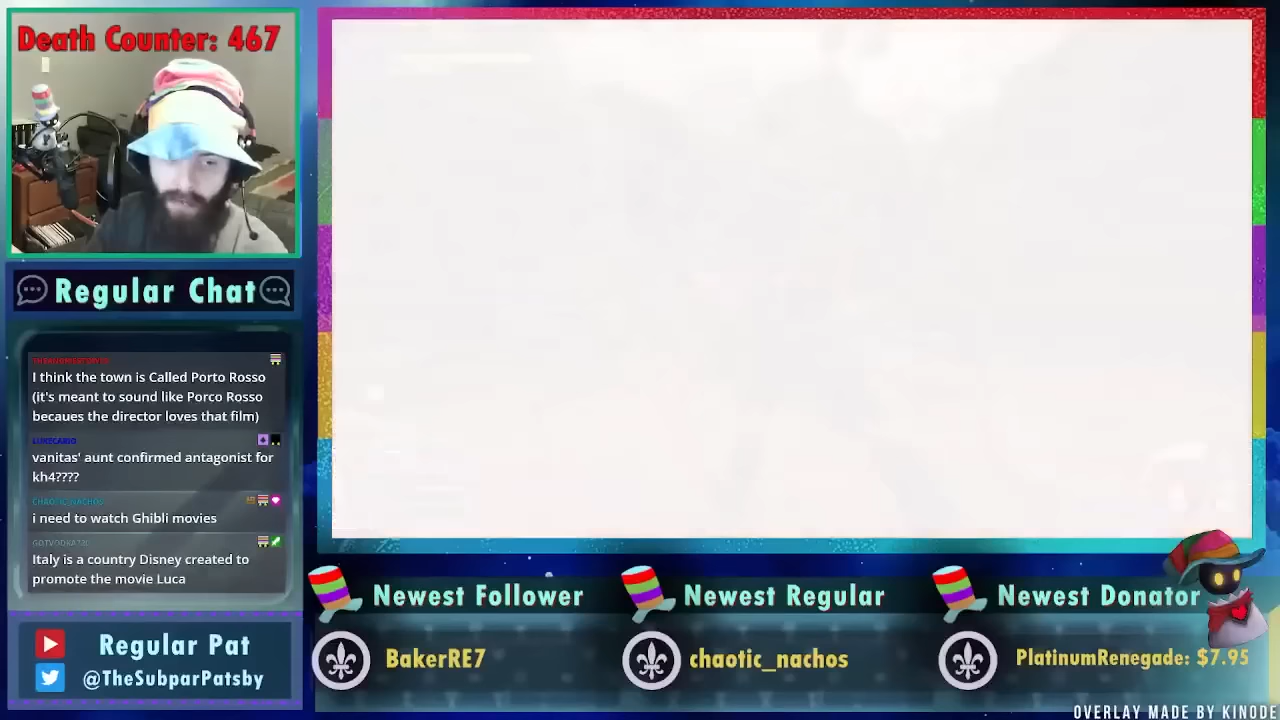 Death Counter: 467
Regular Chat
I think the town is Called Porto Rosso
(it's meant to sound like Porco Rosso
becaues the director loves that film)
LUKECARIO
vanitas' aunt confirmed antagonist for
kh4????
CHAOTIC_NACHOS
i need to watch Ghibli movies
Italy is a country Disney created to
promote the movie Luca
Regular Pat
@TheSubparPatsby
Newest Follower
BakerRE7
Newest Regular
chaotic_nachos
Newest Donator
PlatinumRenegade: $7.95
OVERLAY MADE BY KINODE